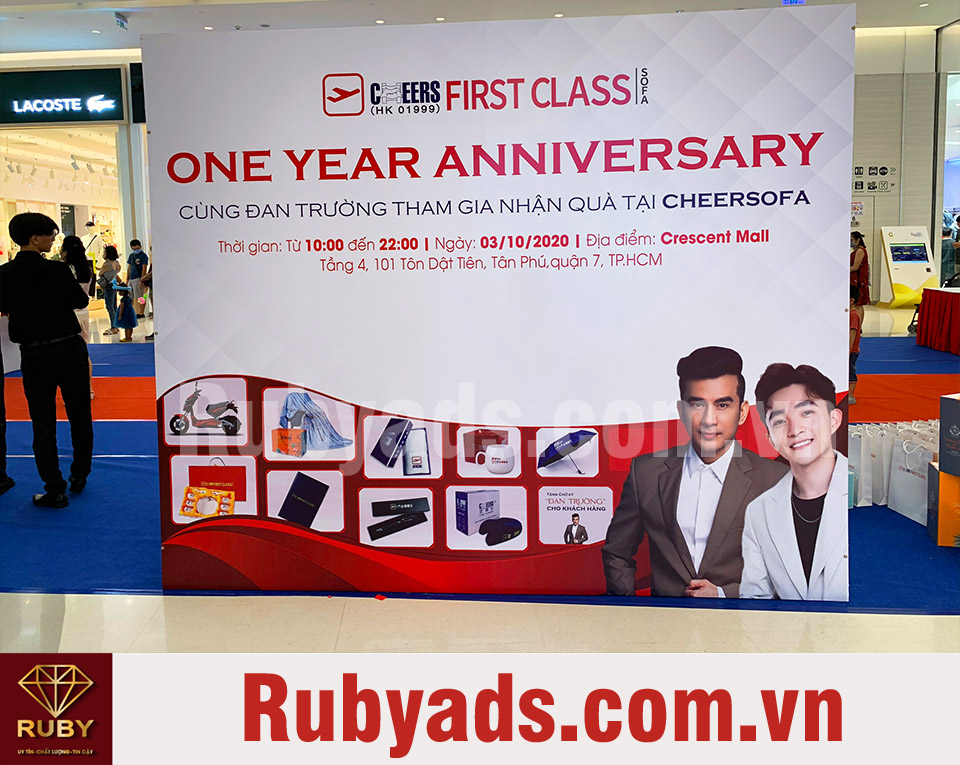 LACOSTE
CHEERS
(HK 01999)
FIRST CLASS
SOFA
ONE YEAR ANNIVERSARY
CÙNG ĐAN TRƯỜNG THAM GIA NHẬN QUÀ TẠI CHEERSOFA
Thời gian: Từ 10:00 đến 22:00 | Ngày: 03/10/2020 | Địa điểm: Crescent Mall
Tầng 4, 101 Tôn Dật Tiên, Tân Phú,quận 7, TP.HCM
Rubyads.com.vn
TẶNG CHỮ KÝ
"ĐAN TRƯỜNG"
CHO KHÁCH HÀNG
RUBY
UY TÍN-CHẤT LƯỢNG-TIN CẬY
Rubyads.com.vn